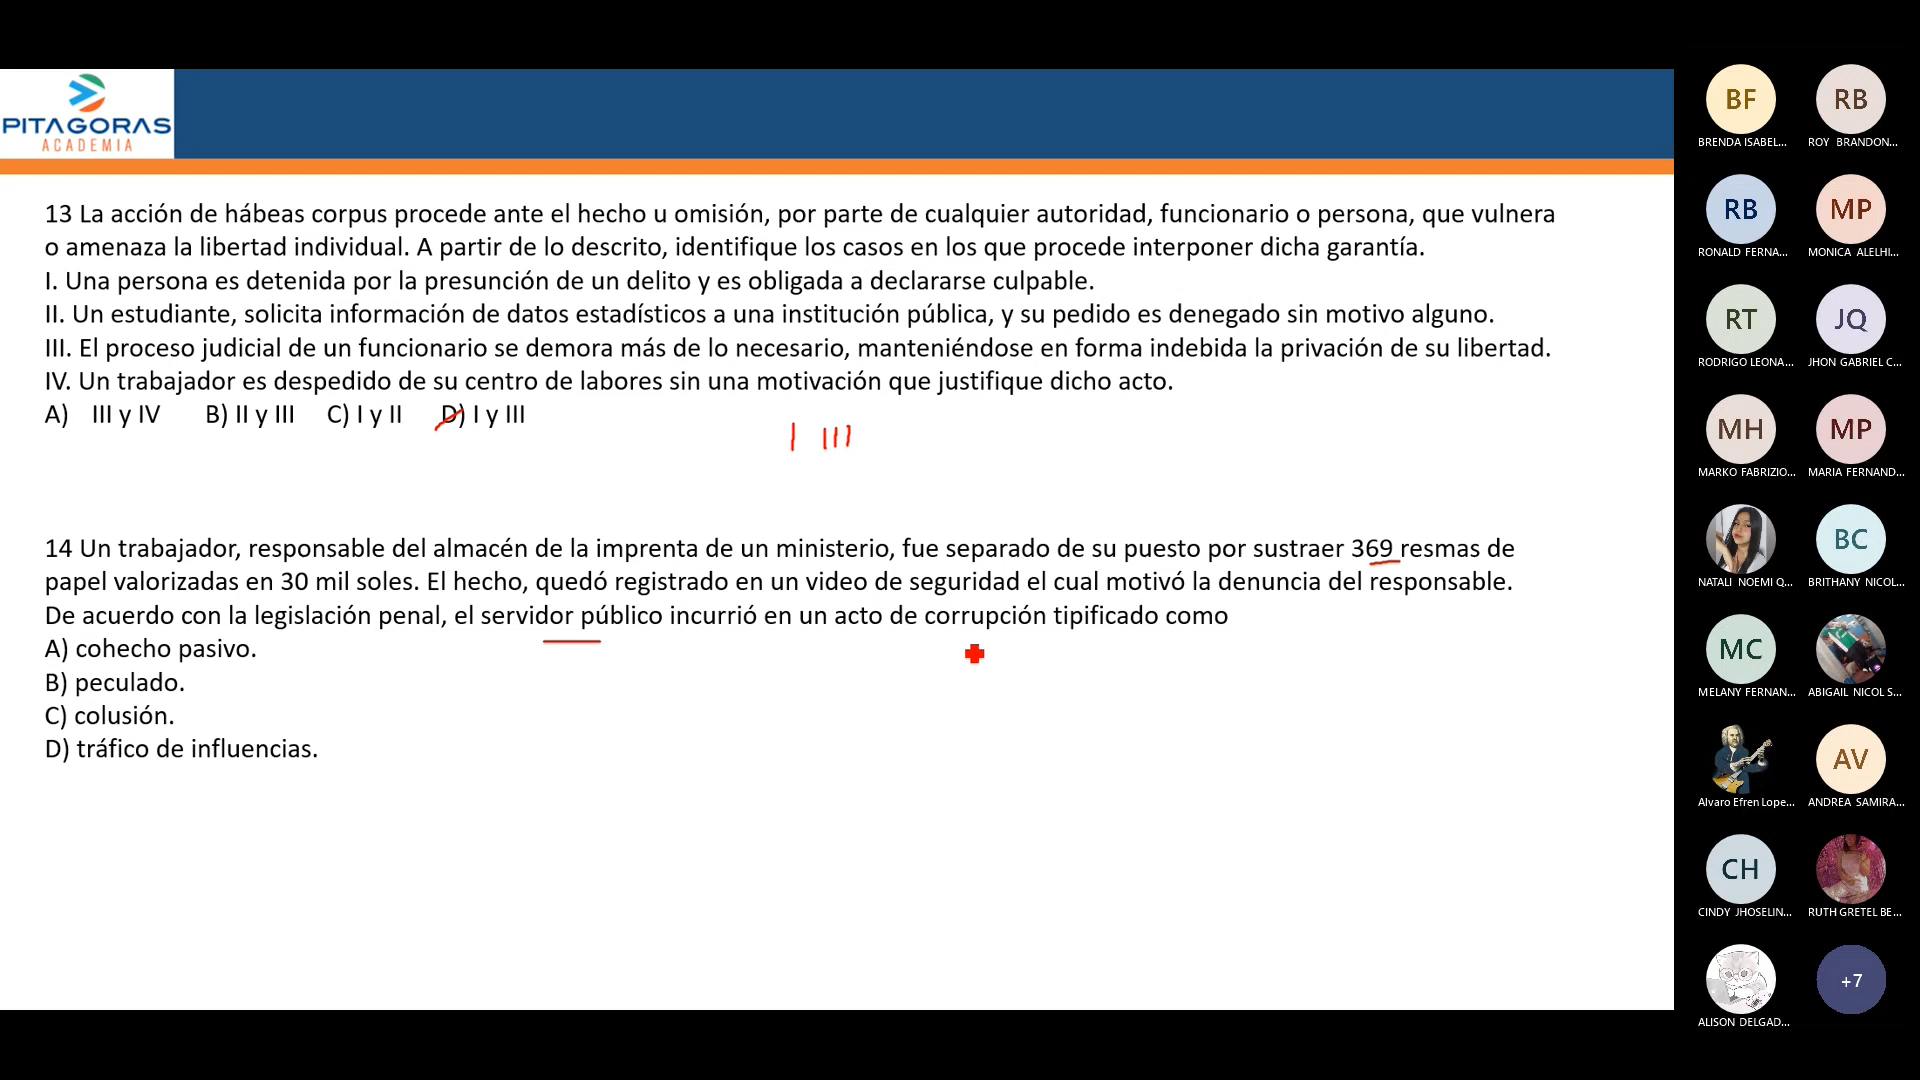 PITAGORAS
ACADEMIA
13 La acción de hábeas corpus procede ante el hecho u omisión, por parte de cualquier autoridad, funcionario o persona, que vulnera
o amenaza la libertad individual. A partir de lo descrito, identifique los casos en los que procede interponer dicha garantía.
I. Una persona es detenida por la presunción de un delito y es obligada a declararse culpable.
II. Un estudiante, solicita información de datos estadísticos a una institución pública, y su pedido es denegado sin motivo alguno.
III. El proceso judicial de un funcionario se demora más de lo necesario, manteniéndose en forma indebida la privación de su libertad.
IV. Un trabajador es despedido de su centro de labores sin una motivación que justifique dicho acto.
A) III y IV B) II y III C) I y II D) I y III
I III
14 Un trabajador, responsable del almacén de la imprenta de un ministerio, fue separado de su puesto por sustraer 369 resmas de
papel valorizadas en 30 mil soles. El hecho, quedó registrado en un video de seguridad el cual motivó la denuncia del responsable.
De acuerdo con la legislación penal, el servidor público incurrió en un acto de corrupción tipificado como
A) cohecho pasivo.
B) peculado.
C) colusión.
D) tráfico de influencias.
BF RB
BRENDA ISABEL... ROY BRANDON...
RB MP
RONALD FERNA... MONICA ALELHI...
RT JQ
RODRIGO LEONA... JHON GABRIEL C...
MH MP
MARKO FABRIZIO... MARIA FERNAND...
BC
NATALI NOEMI Q... BRITHANY NICOL...
MC
MELANY FERNAN... ABIGAIL NICOL S...
AV
Alvaro Efren Lope... ANDREA SAMIRA...
CH
CINDY JHOSELIN... RUTH GRETEL BE...
+7
ALISON DELGAD...